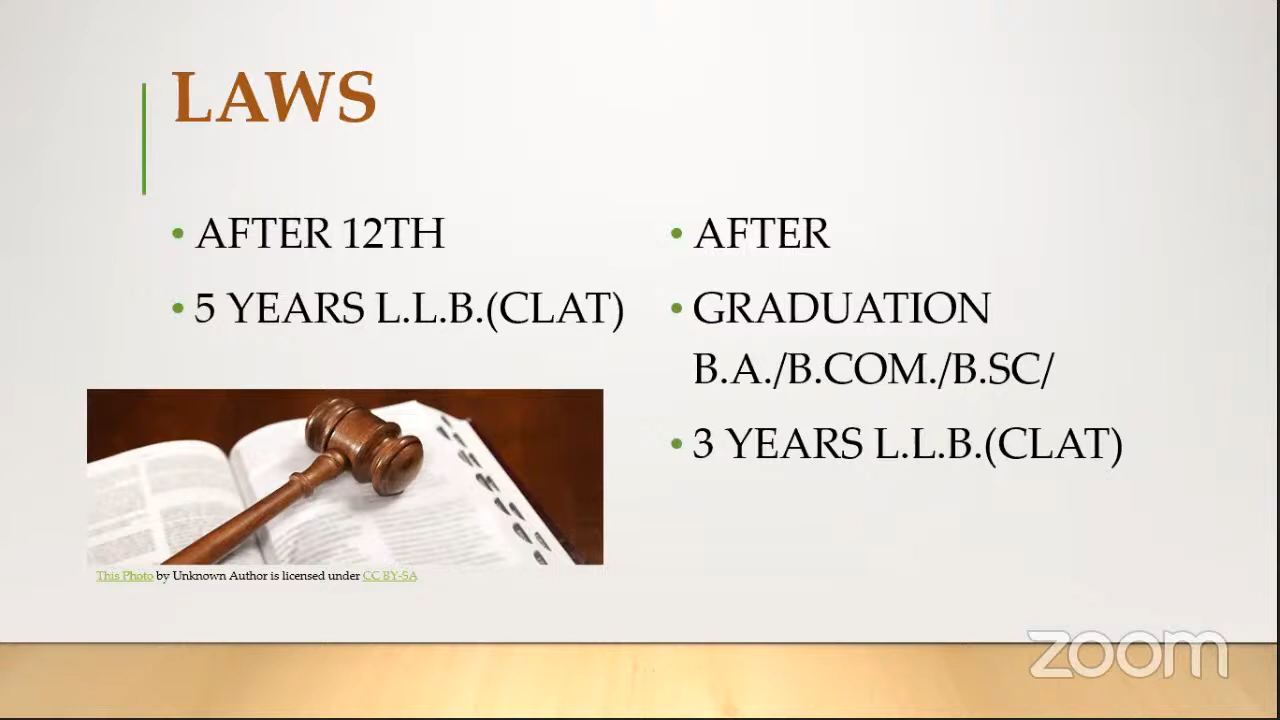 LAWS
• AFTER 12TH
• 5 YEARS L.L.B.(CLAT)
This Photo by Unknown Author is licensed under CC BY-SA
• AFTER
• GRADUATION
B.A./B.COM./B.SC/
• 3 YEARS L.L.B.(CLAT)
zoom